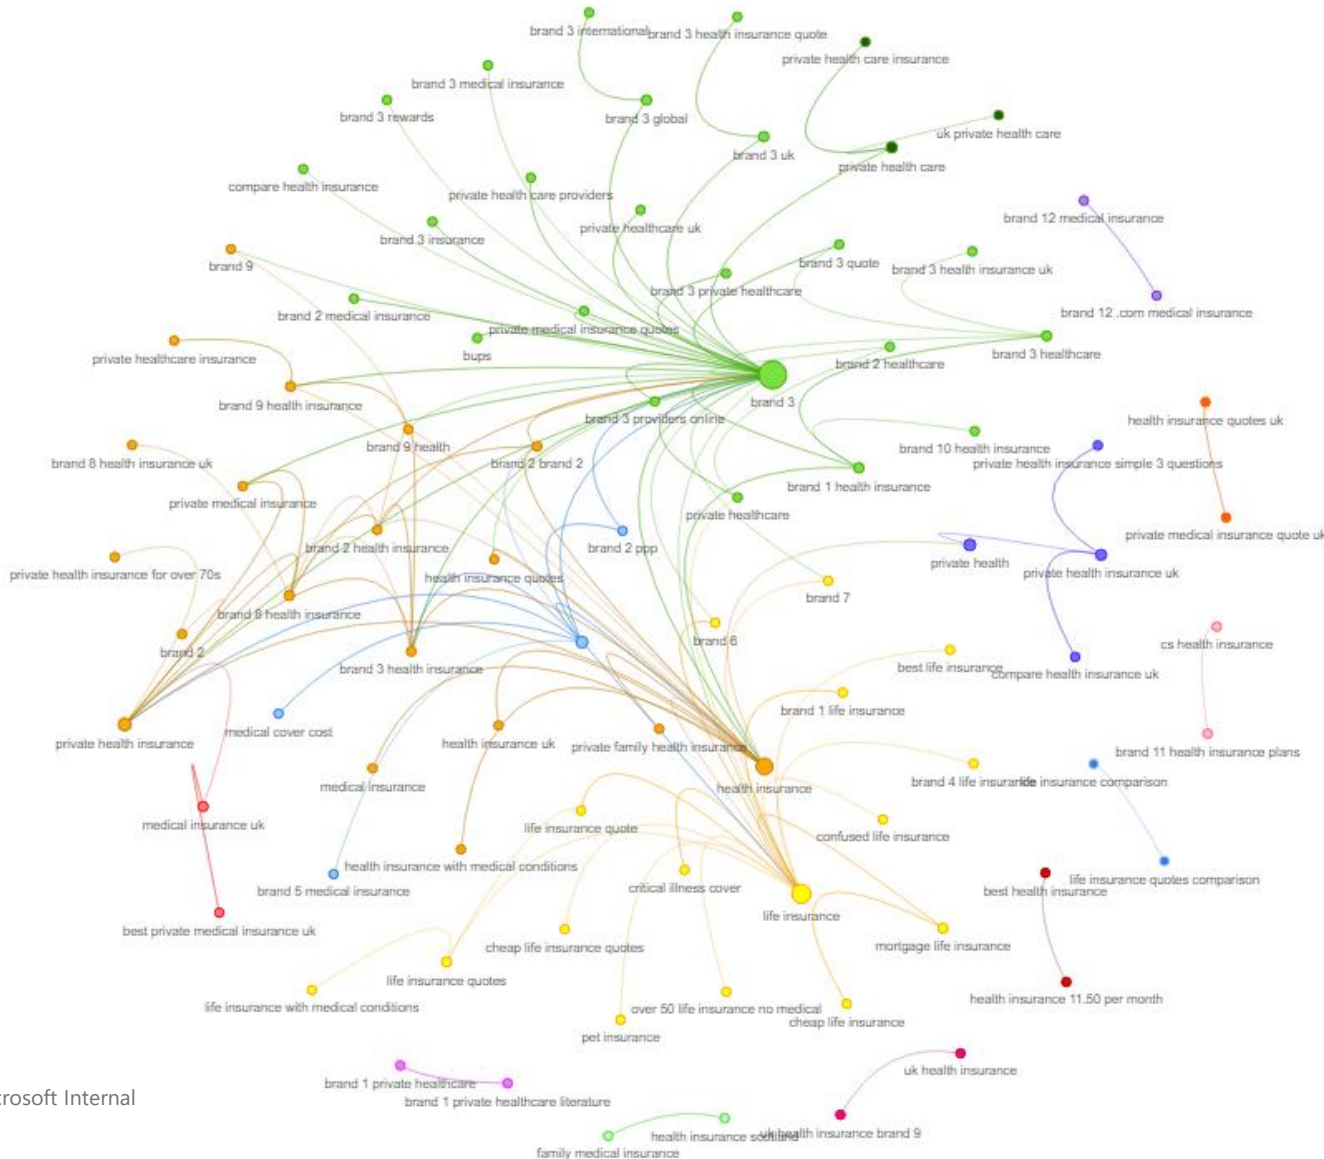 brand 3 international
brand 3 health insurance quote
private health care insurance
brand 3 medical insurance
brand 3 rewards
brand 3 global
uk private health care
brand 3 uk
private health care
compare health insurance
private health care providers
brand 12 medical insurance
private healthcare uk
brand 3 insurance
brand 9
brand 3 quote
brand 3 health insurance uk
brand 3 private healthcare
brand 2 medical insurance
brand 12 .com medical insurance
private medical insurance quotes
bups
private healthcare insurance
brand 3 healthcare
brand 2 healthcare
brand 3
brand 9 health insurance
brand 3 providers online
health insurance quotes uk
brand 9 health
brand 10 health insurance
brand 8 health insurance uk
brand 2 brand 2
private health insurance simple 3 questions
brand 1 health insurance
private medical insurance
private healthcare
private medical insurance quote uk
brand 2 health insurance
brand 2 ppp
private health
private health insurance uk
private health insurance for over 70s
health insurance quotes
brand 7
brand 8 health insurance
brand 6
cs health insurance
brand 2
brand 3 health insurance
best life insurance
compare health insurance uk
brand 1 life insurance
medical cover cost
private health insurance
health insurance uk
private family health insurance
brand 11 health insurance plans
medical insurance
health insurance
brand 4 life insurance
life insurance comparison
medical insurance uk
life insurance quote
confused life insurance
health insurance with medical conditions
brand 5 medical insurance
critical illness cover
life insurance quotes comparison
best health insurance
life insurance
best private medical insurance uk
cheap life insurance quotes
mortgage life insurance
life insurance quotes
health insurance 11.50 per month
life insurance with medical conditions
over 50 life insurance no medical
cheap life insurance
pet insurance
uk health insurance
brand 1 private healthcare
crosoft Internal
brand 1 private healthcare literature
health insurance scotland
uk health insurance brand 9
family medical insurance